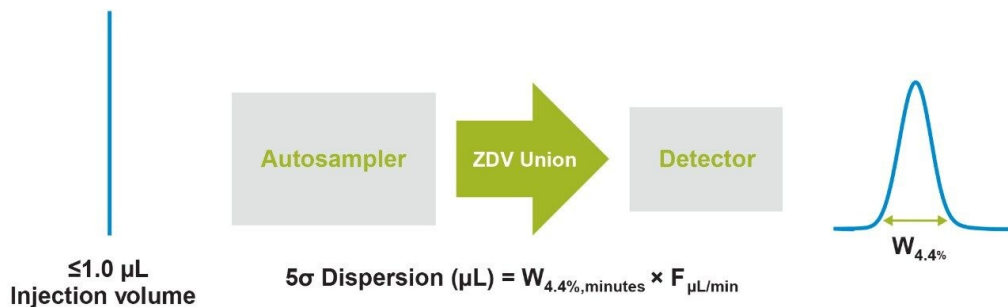 Autosampler
ZDV Union
Detector
W4.4%
≤1.0 µL
Injection volume
5σ Dispersion (µL) = W4.4%,minutes × FµL/min